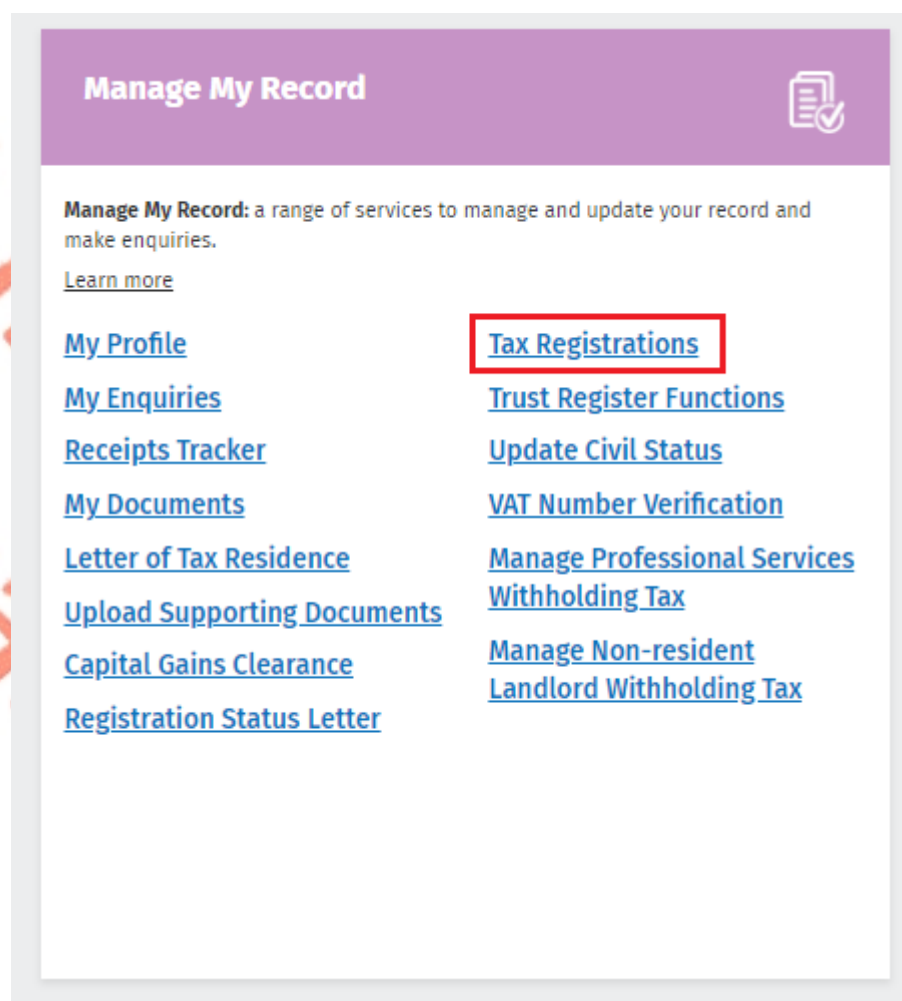 Manage My Record
Manage My Record: a range of services to manage and update your record and
make enquiries.
Learn more
My Profile
My Enquiries
Receipts Tracker
My Documents
Letter of Tax Residence
Upload Supporting Documents
Capital Gains Clearance
Registration Status Letter
Tax Registrations
Trust Register Functions
Update Civil Status
VAT Number Verification
Manage Professional Services
Withholding Tax
Manage Non-resident
Landlord Withholding Tax